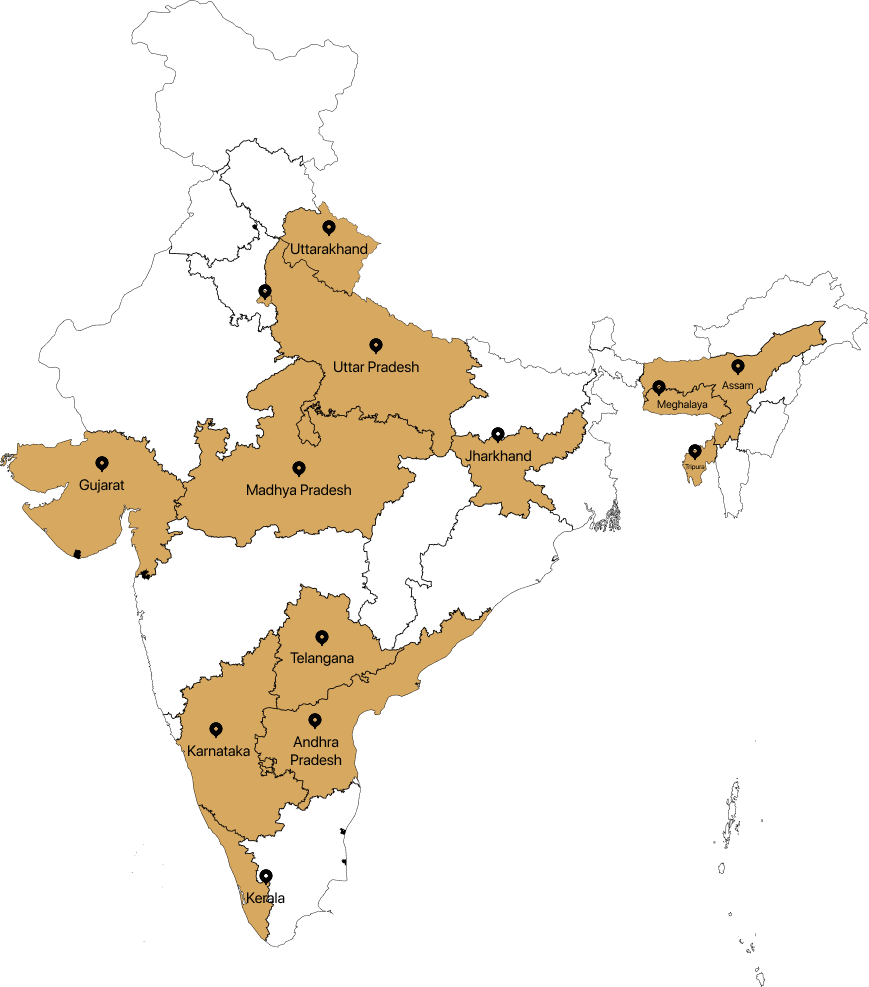 Uttarakhand
Uttar Pradesh
Assam
Meghalaya
Jharkhand
Tripura
Gujarat
Madhya Pradesh
Telangana
Karnataka
Andhra
Pradesh
Kerala